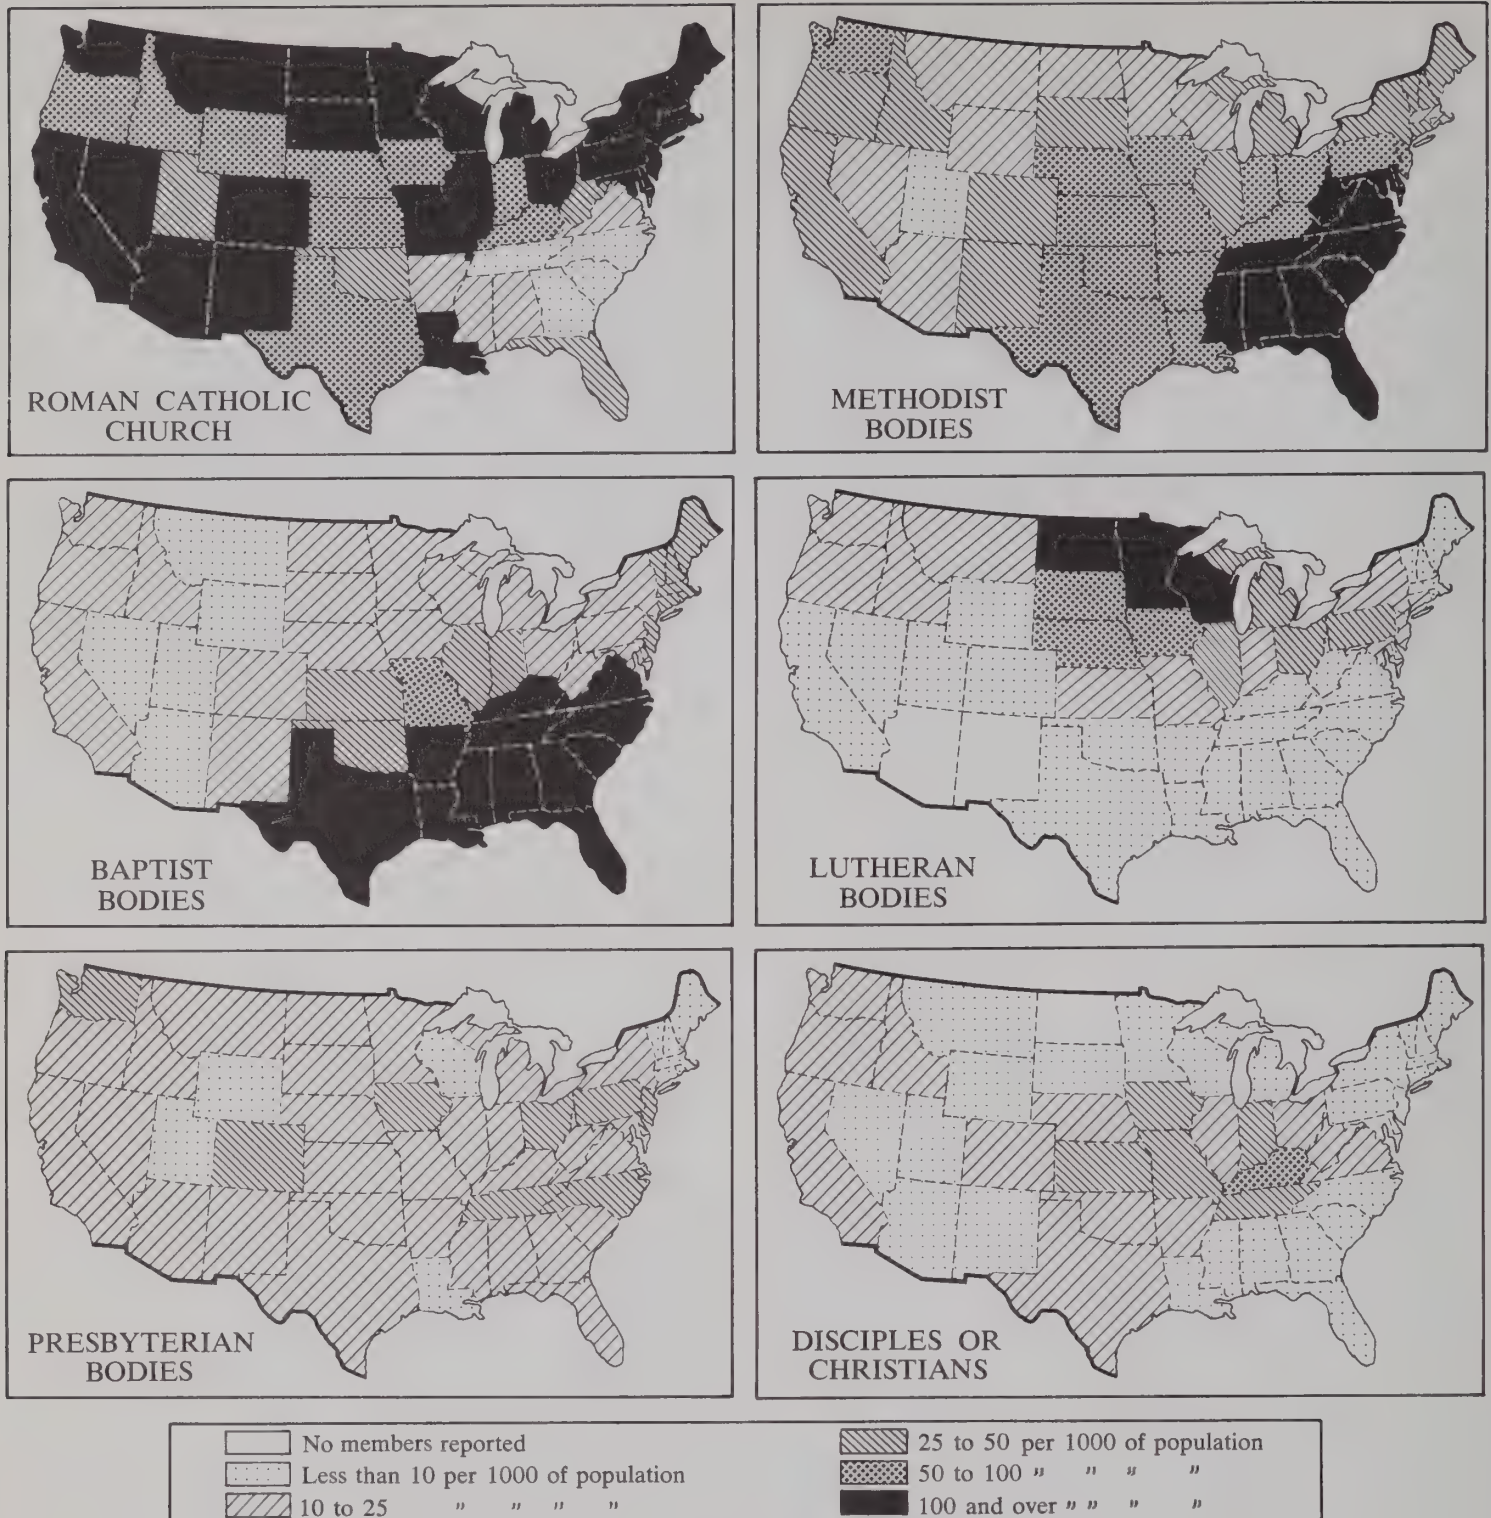 ROMAN CATHOLIC
CHURCH
METHODIST
BODIES
BAPTIST
BODIES
LUTHERAN
BODIES
PRESBYTERIAN
BODIES
DISCIPLES OR
CHRISTIANS
No members reported
Less than 10 per 1000 of population
10 to 25 " " " "
25 to 50 per 1000 of population
50 to 100 " " " "
100 and over " " " "